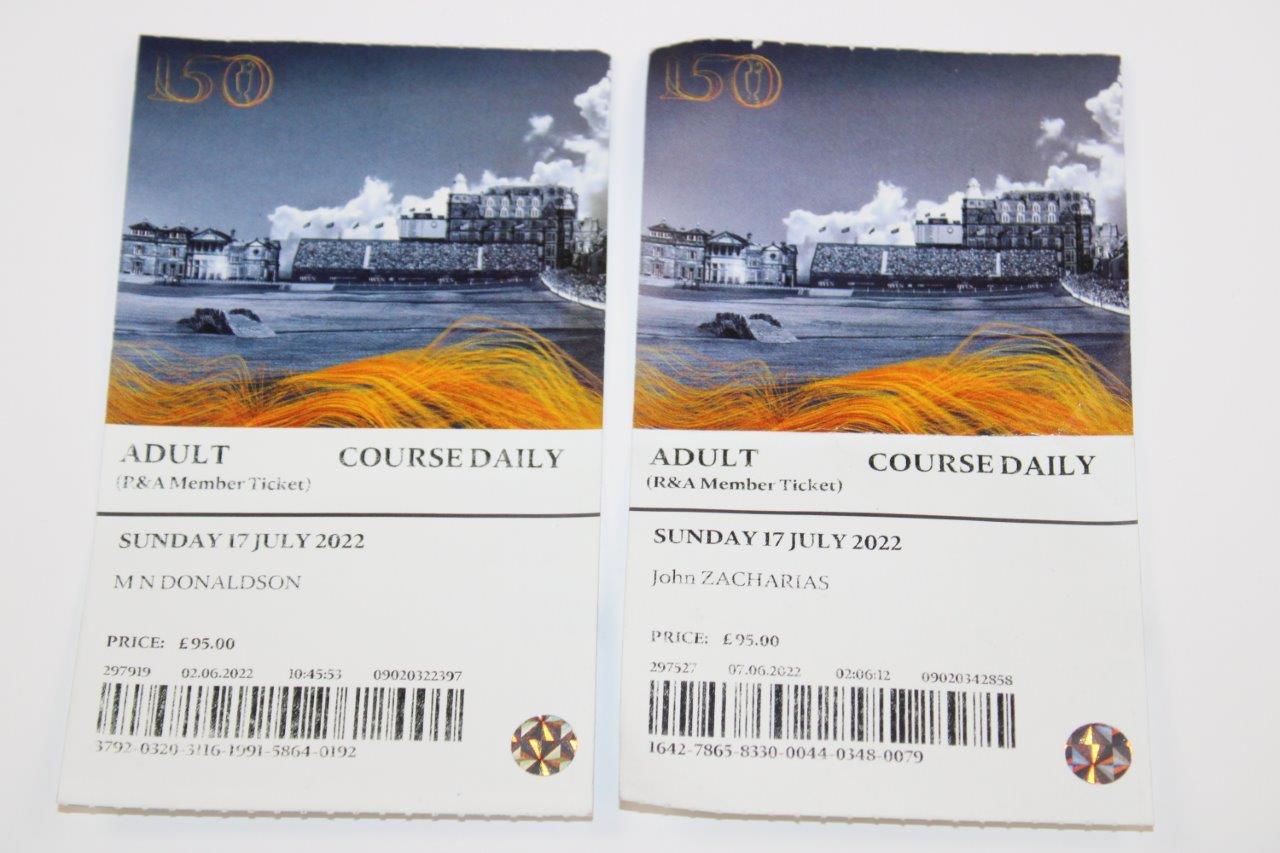 150
ADULT COURSE DAILY
(R&A Member Ticket)
SUNDAY 17 JULY 2022
M N DONALDSON
PRICE: £95.00
297919 02.06.2022 10:45:53 09020322397
3792-0320-3116-1991-5864-0192
150
ADULT COURSE DAILY
(R&A Member Ticket)
SUNDAY 17 JULY 2022
John ZACHARIAS
PRICE: £95.00
297527 07.06.2022 02:06:12 09020342858
1642-7865-8330-0044-0348-0079